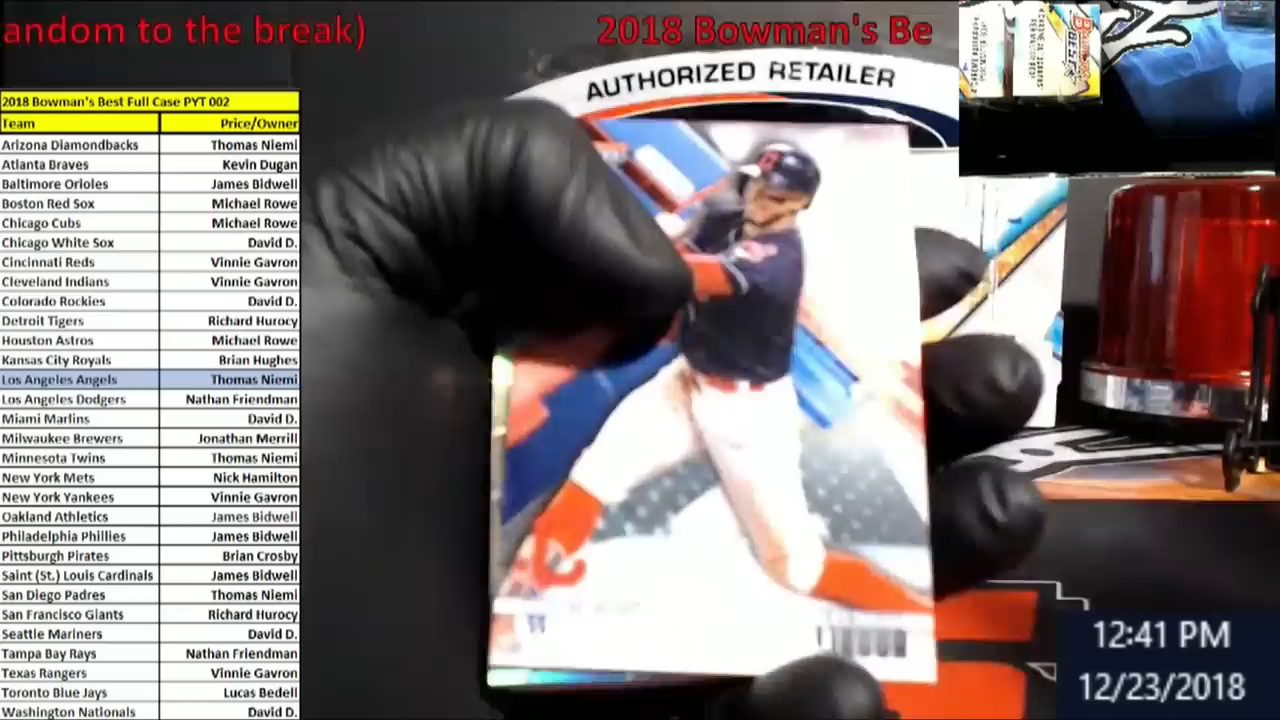 andom to the break)
2018 Bowman's Be
AUTHORIZED RETAILER
2018 Bowman's Best Full Case PYT 002
Team Price/Owner
Arizona Diamondbacks Thomas Niemi
Atlanta Braves Kevin Dugan
Baltimore Orioles James Bidwell
Boston Red Sox Michael Rowe
Chicago Cubs Michael Rowe
Chicago White Sox David D.
Cincinnati Reds Vinnie Gavron
Cleveland Indians Vinnie Gavron
Colorado Rockies David D.
Detroit Tigers Richard Hurocy
Houston Astros Michael Rowe
Kansas City Royals Brian Hughes
Los Angeles Angels Thomas Niemi
Los Angeles Dodgers Nathan Friendman
Miami Marlins David D.
Milwaukee Brewers Jonathan Merrill
Minnesota Twins Thomas Niemi
New York Mets Nick Hamilton
New York Yankees Vinnie Gavron
Oakland Athletics James Bidwell
Philadelphia Phillies James Bidwell
Pittsburgh Pirates Brian Crosby
Saint (St.) Louis Cardinals James Bidwell
San Diego Padres Thomas Niemi
San Francisco Giants Richard Hurocy
Seattle Mariners David D.
Tampa Bay Rays Nathan Friendman
Texas Rangers Vinnie Gavron
Toronto Blue Jays Lucas Bedell
Washington Nationals David D.
12:41 PM
12/23/2018